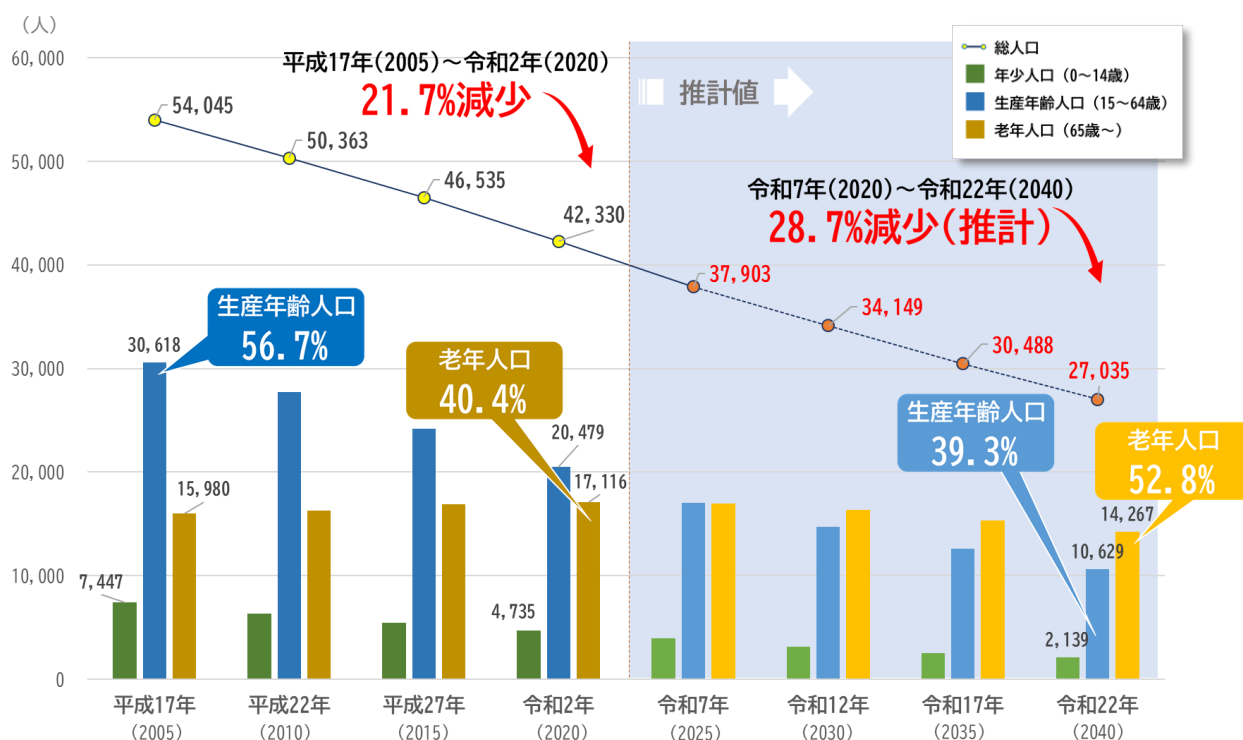 （人）
60,000
50,000
40,000
30,000
20,000
10,000
0
平成17年(2005)～令和2年(2020)
21.7%減少
推計値
総人口
年少人口（0～14歳）
生産年齢人口（15～64歳）
老年人口（65歳～）
令和7年(2020)～令和22年(2040)
28.7%減少(推計)
54,045
50,363
46,535
42,330
37,903
34,149
30,488
27,035
生産年齢人口
56.7%
老年人口
40.4%
生産年齢人口
39.3%
老年人口
52.8%
7,447
30,618
15,980
4,735
20,479
17,116
2,139
10,629
14,267
平成17年
(2005)
平成22年
(2010)
平成27年
(2015)
令和2年
(2020)
令和7年
(2025)
令和12年
(2030)
令和17年
(2035)
令和22年
(2040)